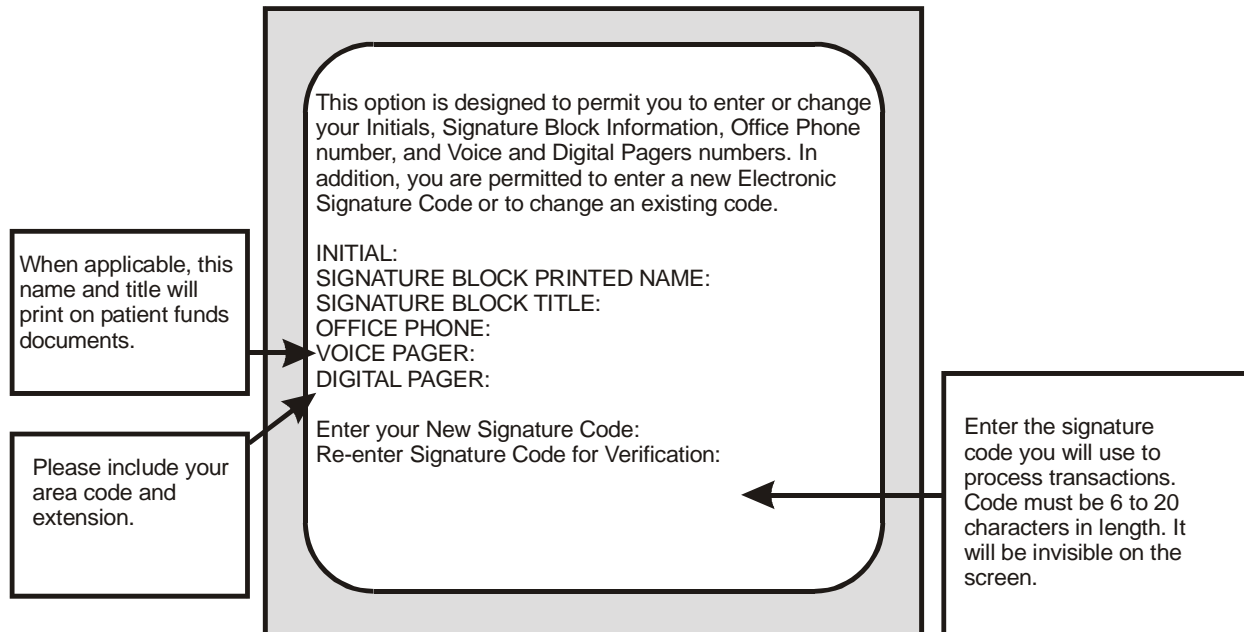 This option is designed to permit you to enter or change
your Initials, Signature Block Information, Office Phone
number, and Voice and Digital Pagers numbers. In
addition, you are permitted to enter a new Electronic
Signature Code or to change an existing code.
INITIAL:
SIGNATURE BLOCK PRINTED NAME:
SIGNATURE BLOCK TITLE:
OFFICE PHONE:
VOICE PAGER:
DIGITAL PAGER:
Enter your New Signature Code:
Re-enter Signature Code for Verification:
When applicable, this
name and title will
print on patient funds
documents.
Please include your
area code and
extension.
Enter the signature
code you will use to
process transactions.
Code must be 6 to 20
characters in length. It
will be invisible on the
screen.